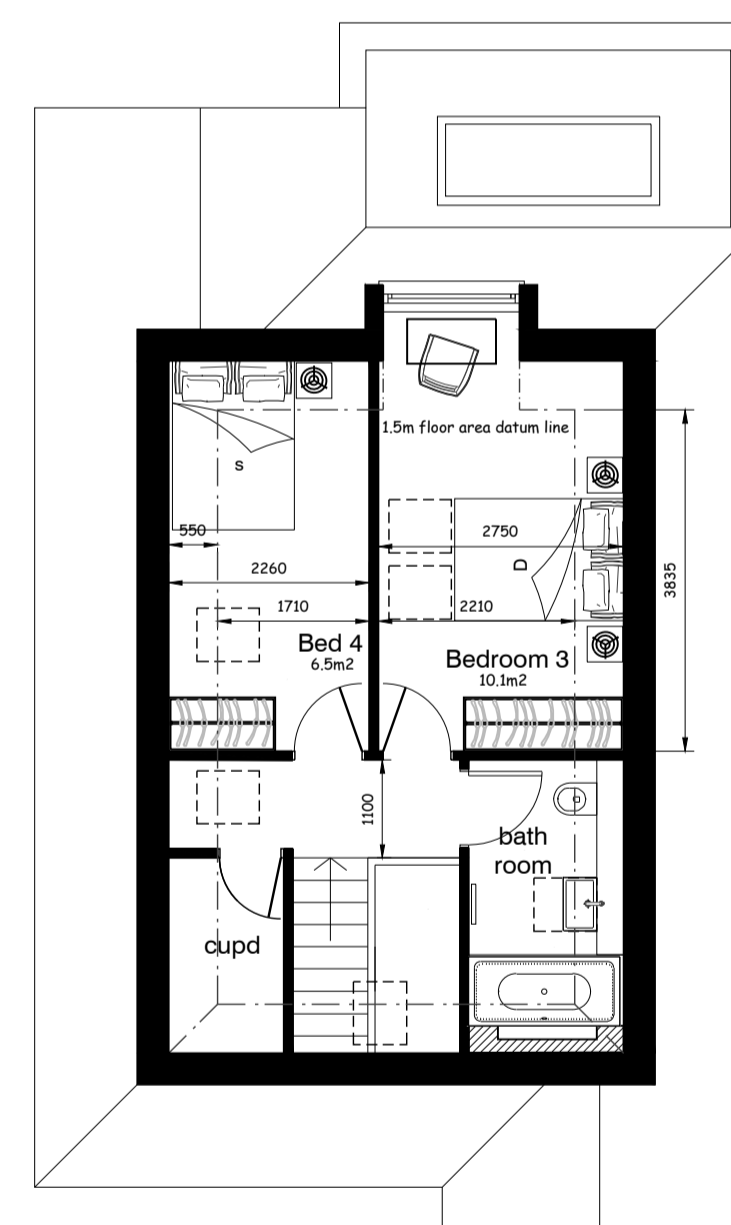 1.5m floor area datum line
s
550
2750
D
2260
3835
1710
2210
Bed 4
6.5m2
Bedroom 3
10.1m2
1100
bath
room
cupd